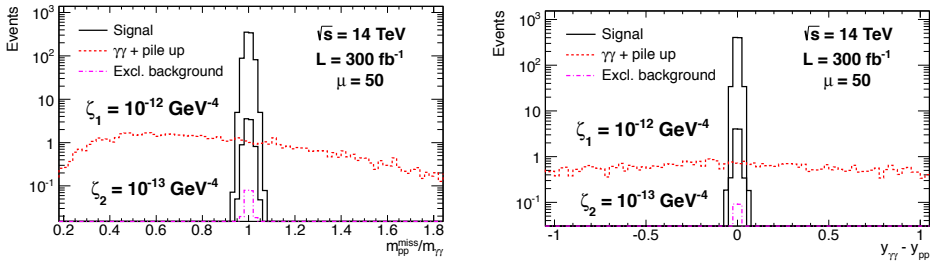 Events
10³
10²
10
1
10⁻¹
Signal
γγ + pile up
Excl. background
√s = 14 TeV
L = 300 fb⁻¹
μ = 50
ζ₁ = 10⁻¹² GeV⁻⁴
ζ₂ = 10⁻¹³ GeV⁻⁴
0.2 0.4 0.6 0.8 1 1.2 1.4 1.6 1.8
m_pp^miss/m_γγ
Events
10³
10²
10
1
10⁻¹
Signal
γγ + pile up
Excl. background
√s = 14 TeV
L = 300 fb⁻¹
μ = 50
ζ₁ = 10⁻¹² GeV⁻⁴
ζ₂ = 10⁻¹³ GeV⁻⁴
-1 -0.5 0 0.5 1
y_γγ - y_pp